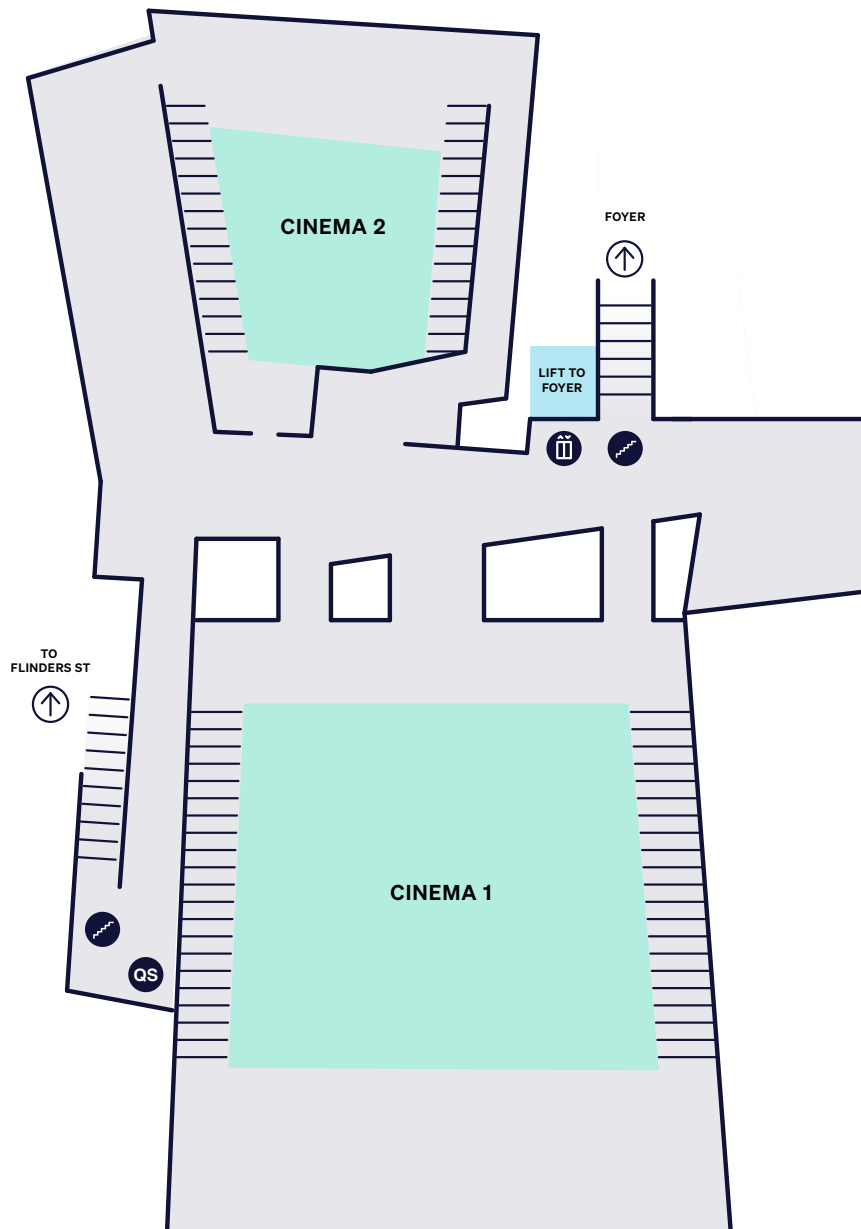 FOYER
CINEMA 2
LIFT TO
FOYER
TO
FLINDERS ST
CINEMA 1
QS